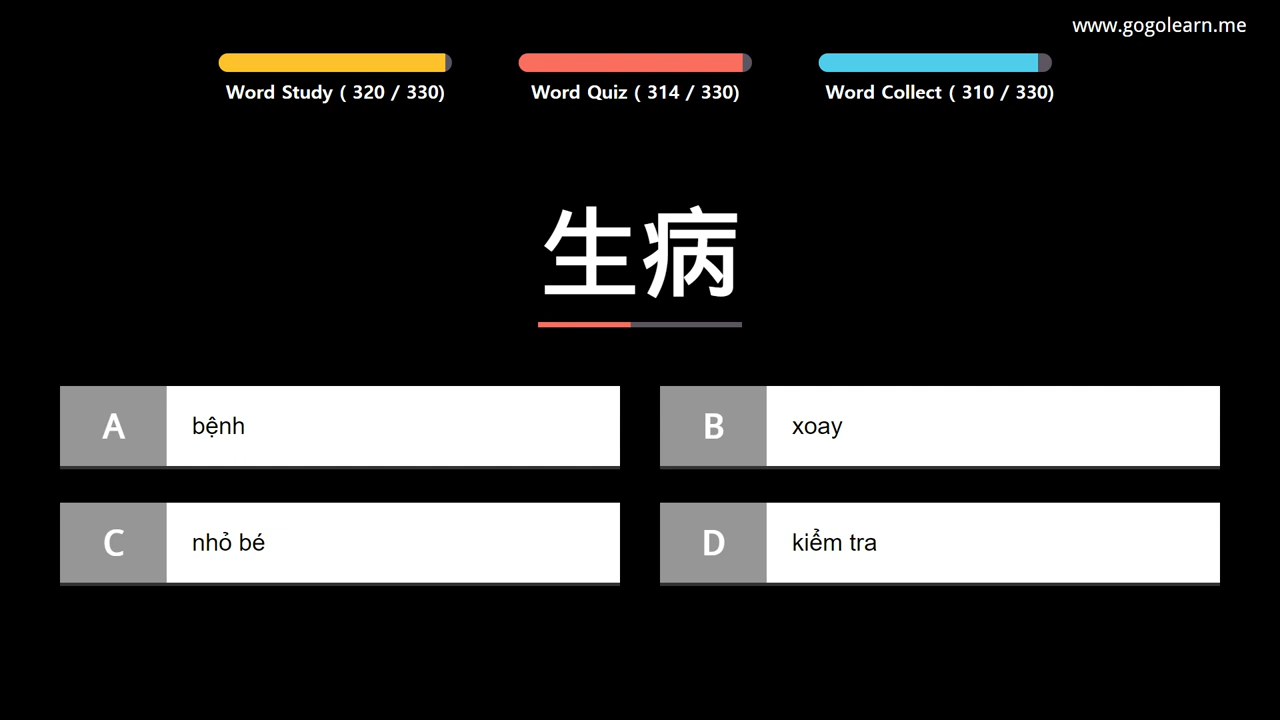 www.gogolearn.me
Word Study ( 320 / 330)
Word Quiz ( 314 / 330)
Word Collect ( 310 / 330)
生病
A bệnh
B xoay
C nhỏ bé
D kiểm tra